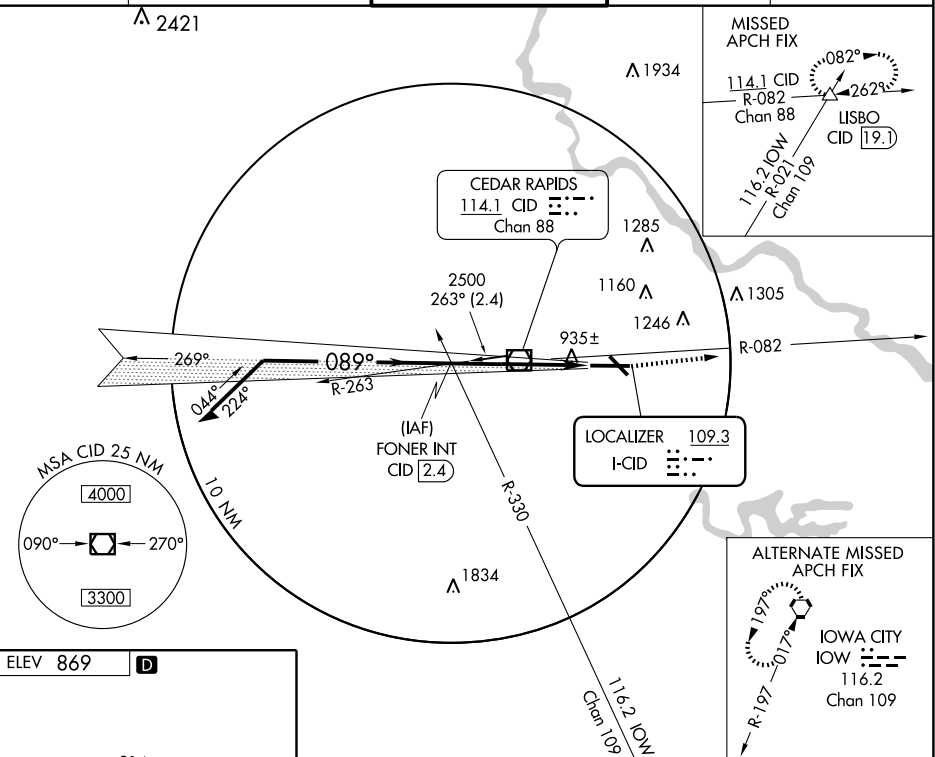 2421
MISSED
APCH FIX
1934
082°
114.1 CID
R-082
Chan 88
262°
LISBO
CID 19.1
116.2 IOW
R-021
Chan 109
CEDAR RAPIDS
114.1 CID
Chan 88
1285
2500
263° (2.4)
1160
1305
1246
935±
R-082
269°
089°
R-263
044°
224°
(IAF)
FONER INT
CID 2.4
LOCALIZER 109.3
I-CID
MSA CID 25 NM
4000
090°
270°
3300
10 NM
R-330
1834
116.2 IOW
Chan 109
ALTERNATE MISSED
APCH FIX
197°
017°
IOWA CITY
IOW
116.2
Chan 109
R-197
ELEV 869
D